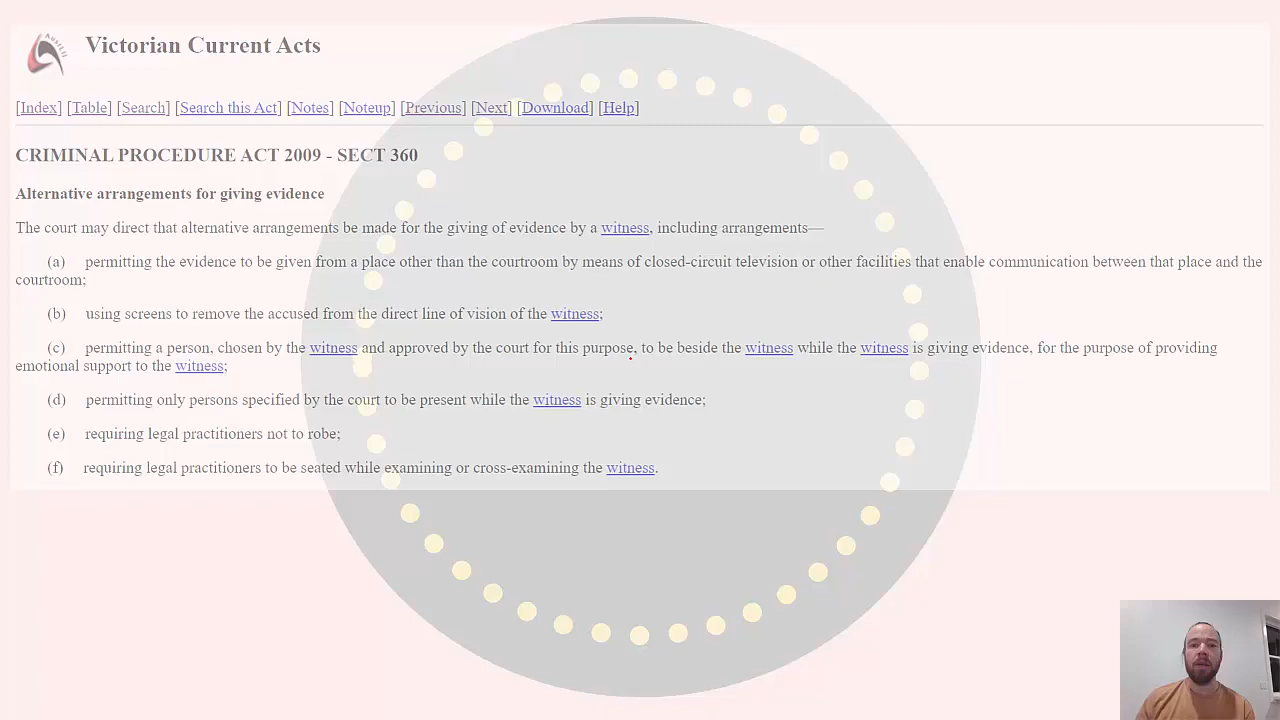 AustLII
Victorian Current Acts
[Index] [Table] [Search] [Search this Act] [Notes] [Noteup] [Previous] [Next] [Download] [Help]
CRIMINAL PROCEDURE ACT 2009 - SECT 360
Alternative arrangements for giving evidence
The court may direct that alternative arrangements be made for the giving of evidence by a witness, including arrangements—
(a) permitting the evidence to be given from a place other than the courtroom by means of closed-circuit television or other facilities that enable communication between that place and the
courtroom;
(b) using screens to remove the accused from the direct line of vision of the witness;
(c) permitting a person, chosen by the witness and approved by the court for this purpose, to be beside the witness while the witness is giving evidence, for the purpose of providing
emotional support to the witness;
(d) permitting only persons specified by the court to be present while the witness is giving evidence;
(e) requiring legal practitioners not to robe;
(f) requiring legal practitioners to be seated while examining or cross-examining the witness.